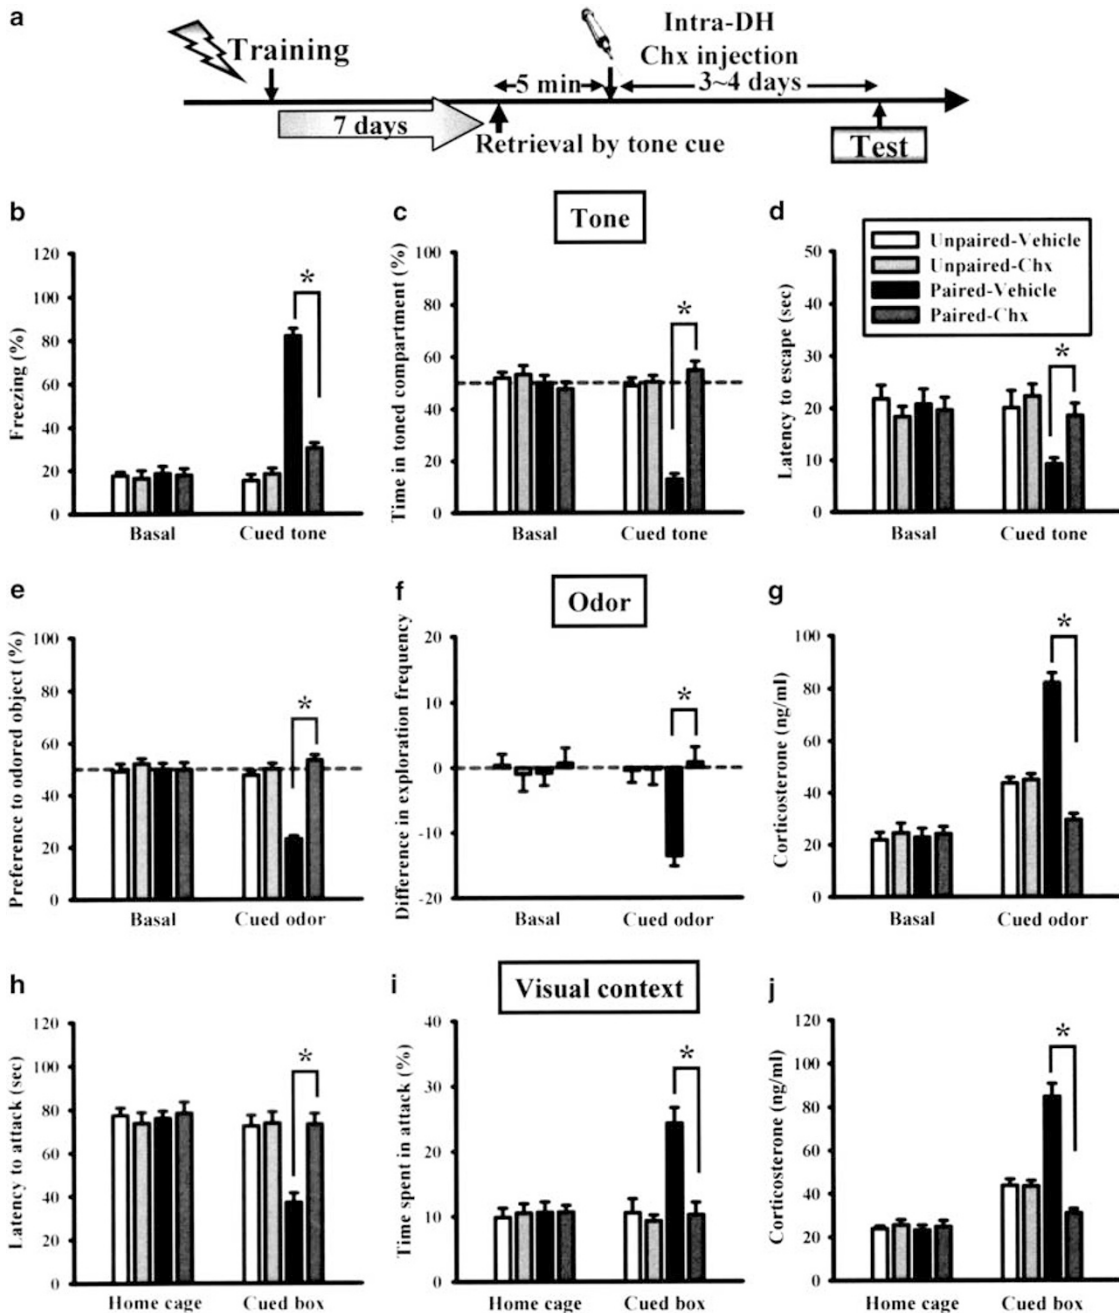 a
Training
Intra-DH
Chx injection
5 min
3~4 days
7 days
Retrieval by tone cue
Test
b
Freezing (%)
120
100
80
60
40
20
0
Basal
Cued tone
*
c
Tone
Time in toned compartment (%)
100
80
60
40
20
0
Basal
Cued tone
*
d
Unpaired-Vehicle
Unpaired-Chx
Paired-Vehicle
Paired-Chx
Latency to escape (sec)
50
40
30
20
10
0
Basal
Cued tone
*
e
Preference to odored object (%)
100
80
60
40
20
0
Basal
Cued odor
*
f
Odor
Difference in exploration frequency
20
10
0
-10
-20
Basal
Cued odor
*
g
Corticosterone (ng/ml)
100
80
60
40
20
0
Basal
Cued odor
*
h
Latency to attack (sec)
120
100
80
60
40
20
0
Home cage
Cued box
*
i
Visual context
Time spent in attack (%)
40
30
20
10
0
Home cage
Cued box
*
j
Corticosterone (ng/ml)
120
100
80
60
40
20
0
Home cage
Cued box
*